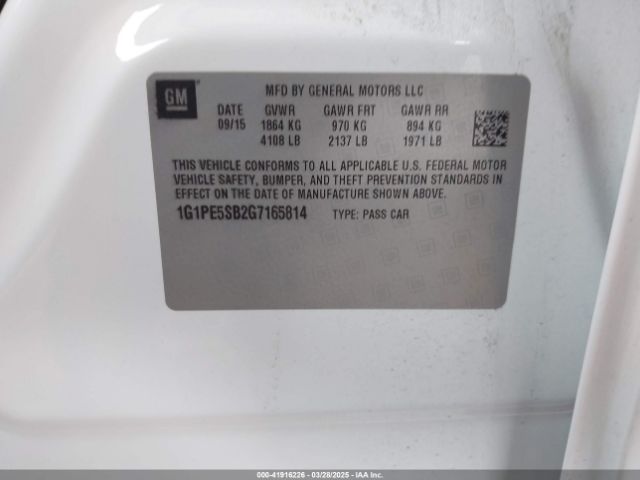 GM
MFD BY GENERAL MOTORS LLC
DATE GVWR GAWR FRT GAWR RR
09/15 1864 KG 970 KG 894 KG
4108 LB 2137 LB 1971 LB
THIS VEHICLE CONFORMS TO ALL APPLICABLE U.S. FEDERAL MOTOR
VEHICLE SAFETY, BUMPER, AND THEFT PREVENTION STANDARDS IN
EFFECT ON THE DATE OF MANUFACTURE SHOWN ABOVE.
1G1PE5SB2G7165814 TYPE: PASS CAR
000-41916226 - 03/28/2025 - IAAI, Inc.